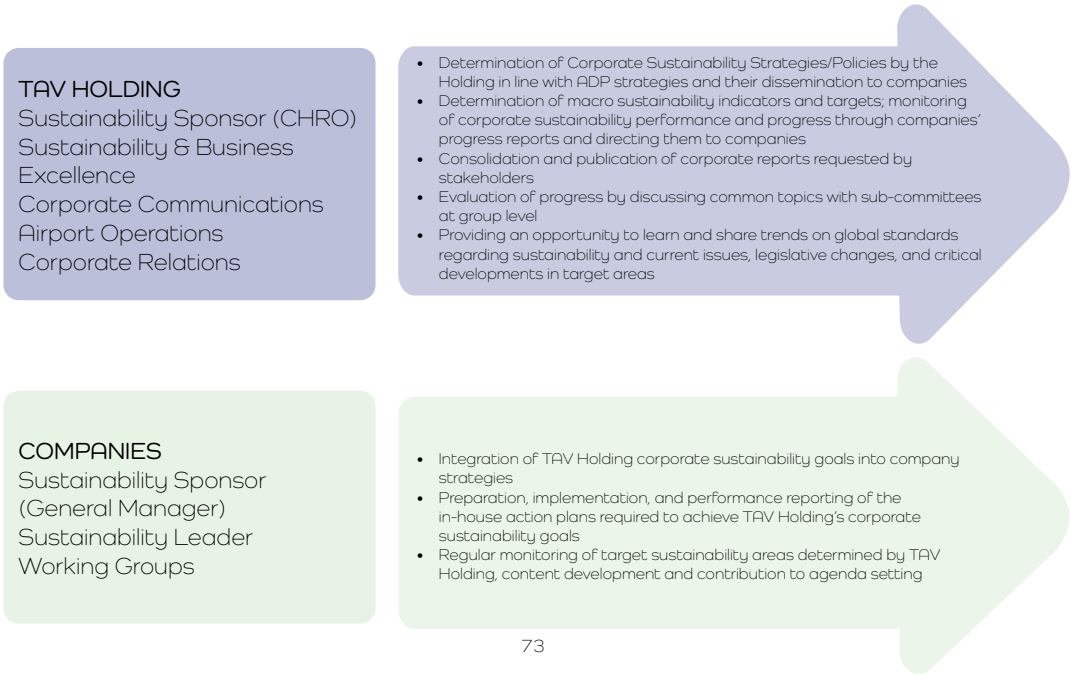 TAV HOLDING
Sustainability Sponsor (CHRO)
Sustainability & Business
Excellence
Corporate Communications
Airport Operations
Corporate Relations
• Determination of Corporate Sustainability Strategies/Policies by the
Holding in line with ADP strategies and their dissemination to companies
• Determination of macro sustainability indicators and targets; monitoring
of corporate sustainability performance and progress through companies’
progress reports and directing them to companies
• Consolidation and publication of corporate reports requested by
stakeholders
• Evaluation of progress by discussing common topics with sub-committees
at group level
• Providing an opportunity to learn and share trends on global standards
regarding sustainability and current issues, legislative changes, and critical
developments in target areas
COMPANIES
Sustainability Sponsor
(General Manager)
Sustainability Leader
Working Groups
• Integration of TAV Holding corporate sustainability goals into company
strategies
• Preparation, implementation, and performance reporting of the
in-house action plans required to achieve TAV Holding’s corporate
sustainability goals
• Regular monitoring of target sustainability areas determined by TAV
Holding, content development and contribution to agenda setting
73